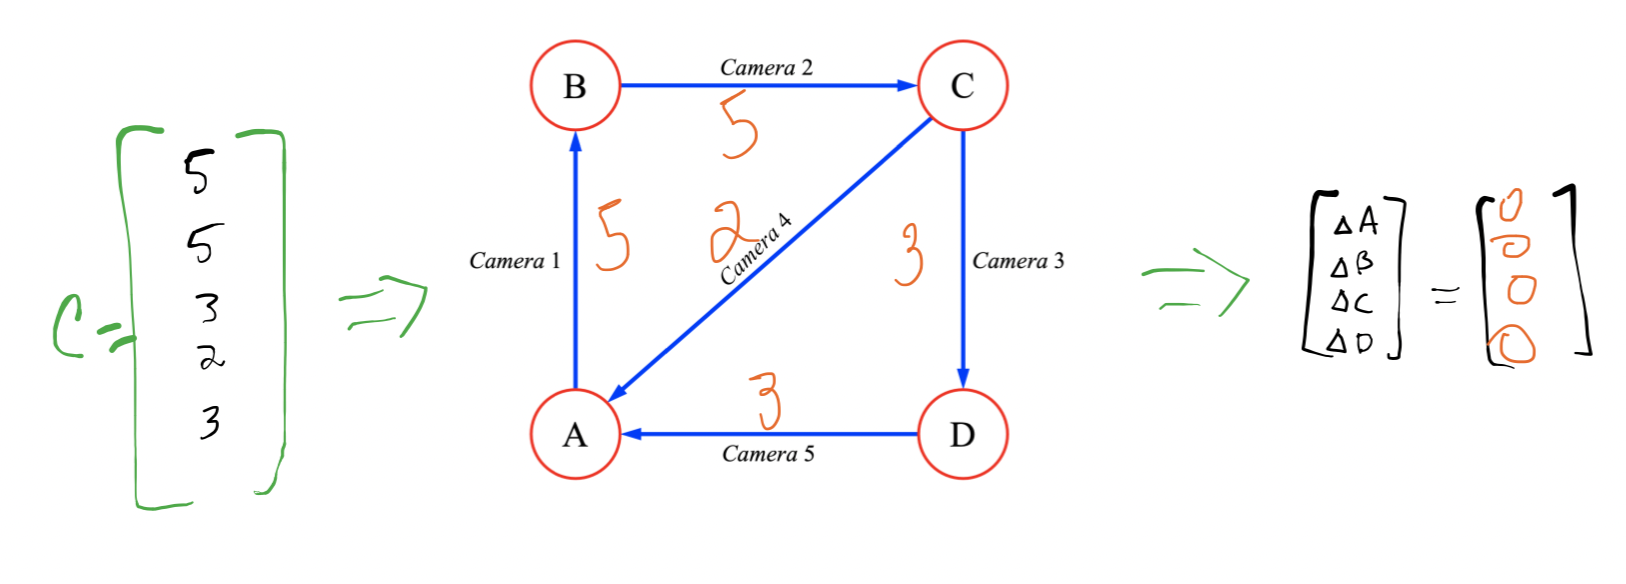 C =
5
5
3
2
3
⇒
B
Camera 2
C
5
Camera 1
5
2
Camera 4
3
Camera 3
3
A
Camera 5
D
⇒
ΔA
ΔB
ΔC
ΔD
=
0
0
0
0